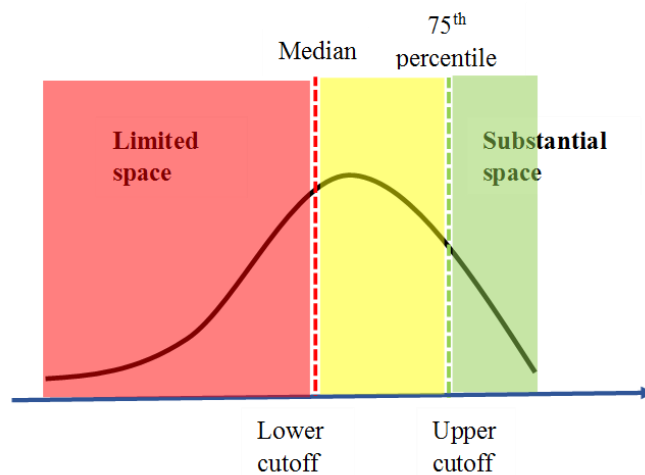 75th
percentile
Median
Limited
space
Substantial
space
Lower
cutoff
Upper
cutoff